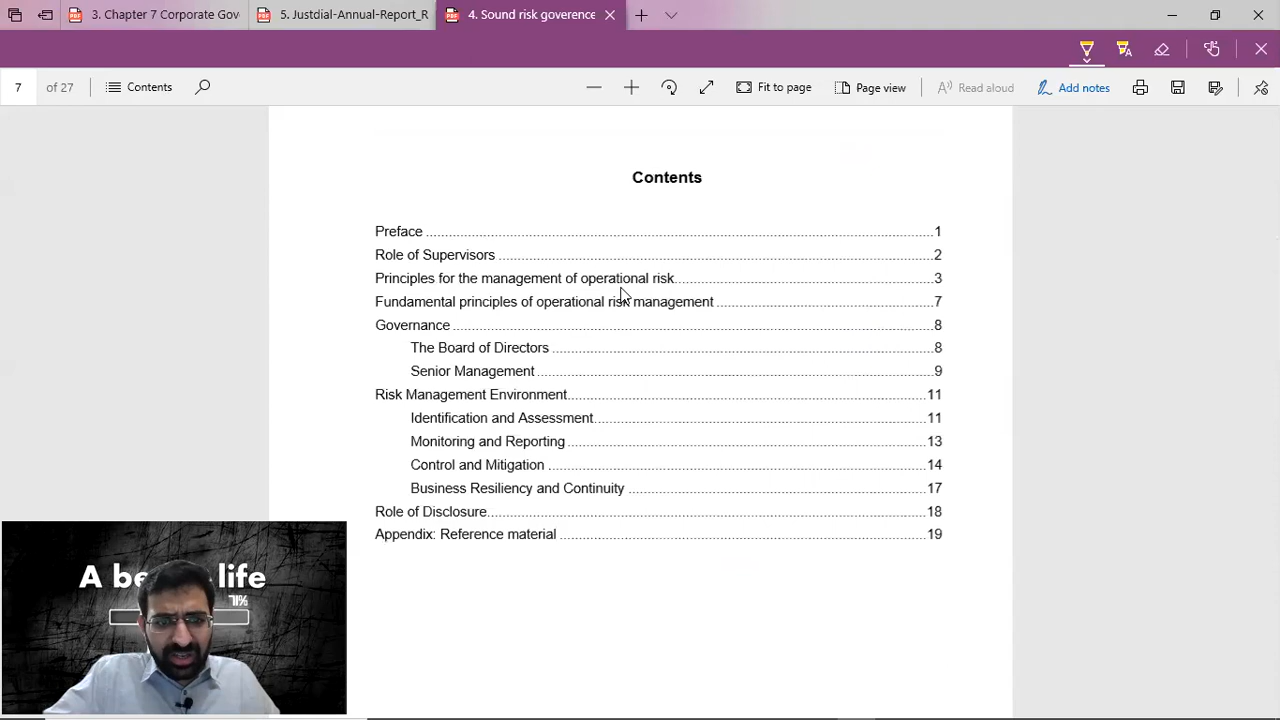 3. Chapter 7 Corporate Gov
5. Justdial-Annual-Report_R
4. Sound risk goverence
7 of 27
Contents
Fit to page
Page view
Read aloud
Add notes
Contents
Preface 1
Role of Supervisors 2
Principles for the management of operational risk 3
Fundamental principles of operational risk management 7
Governance 8
The Board of Directors 8
Senior Management 9
Risk Management Environment 11
Identification and Assessment 11
Monitoring and Reporting 13
Control and Mitigation 14
Business Resiliency and Continuity 17
Role of Disclosure 18
Appendix: Reference material 19
life